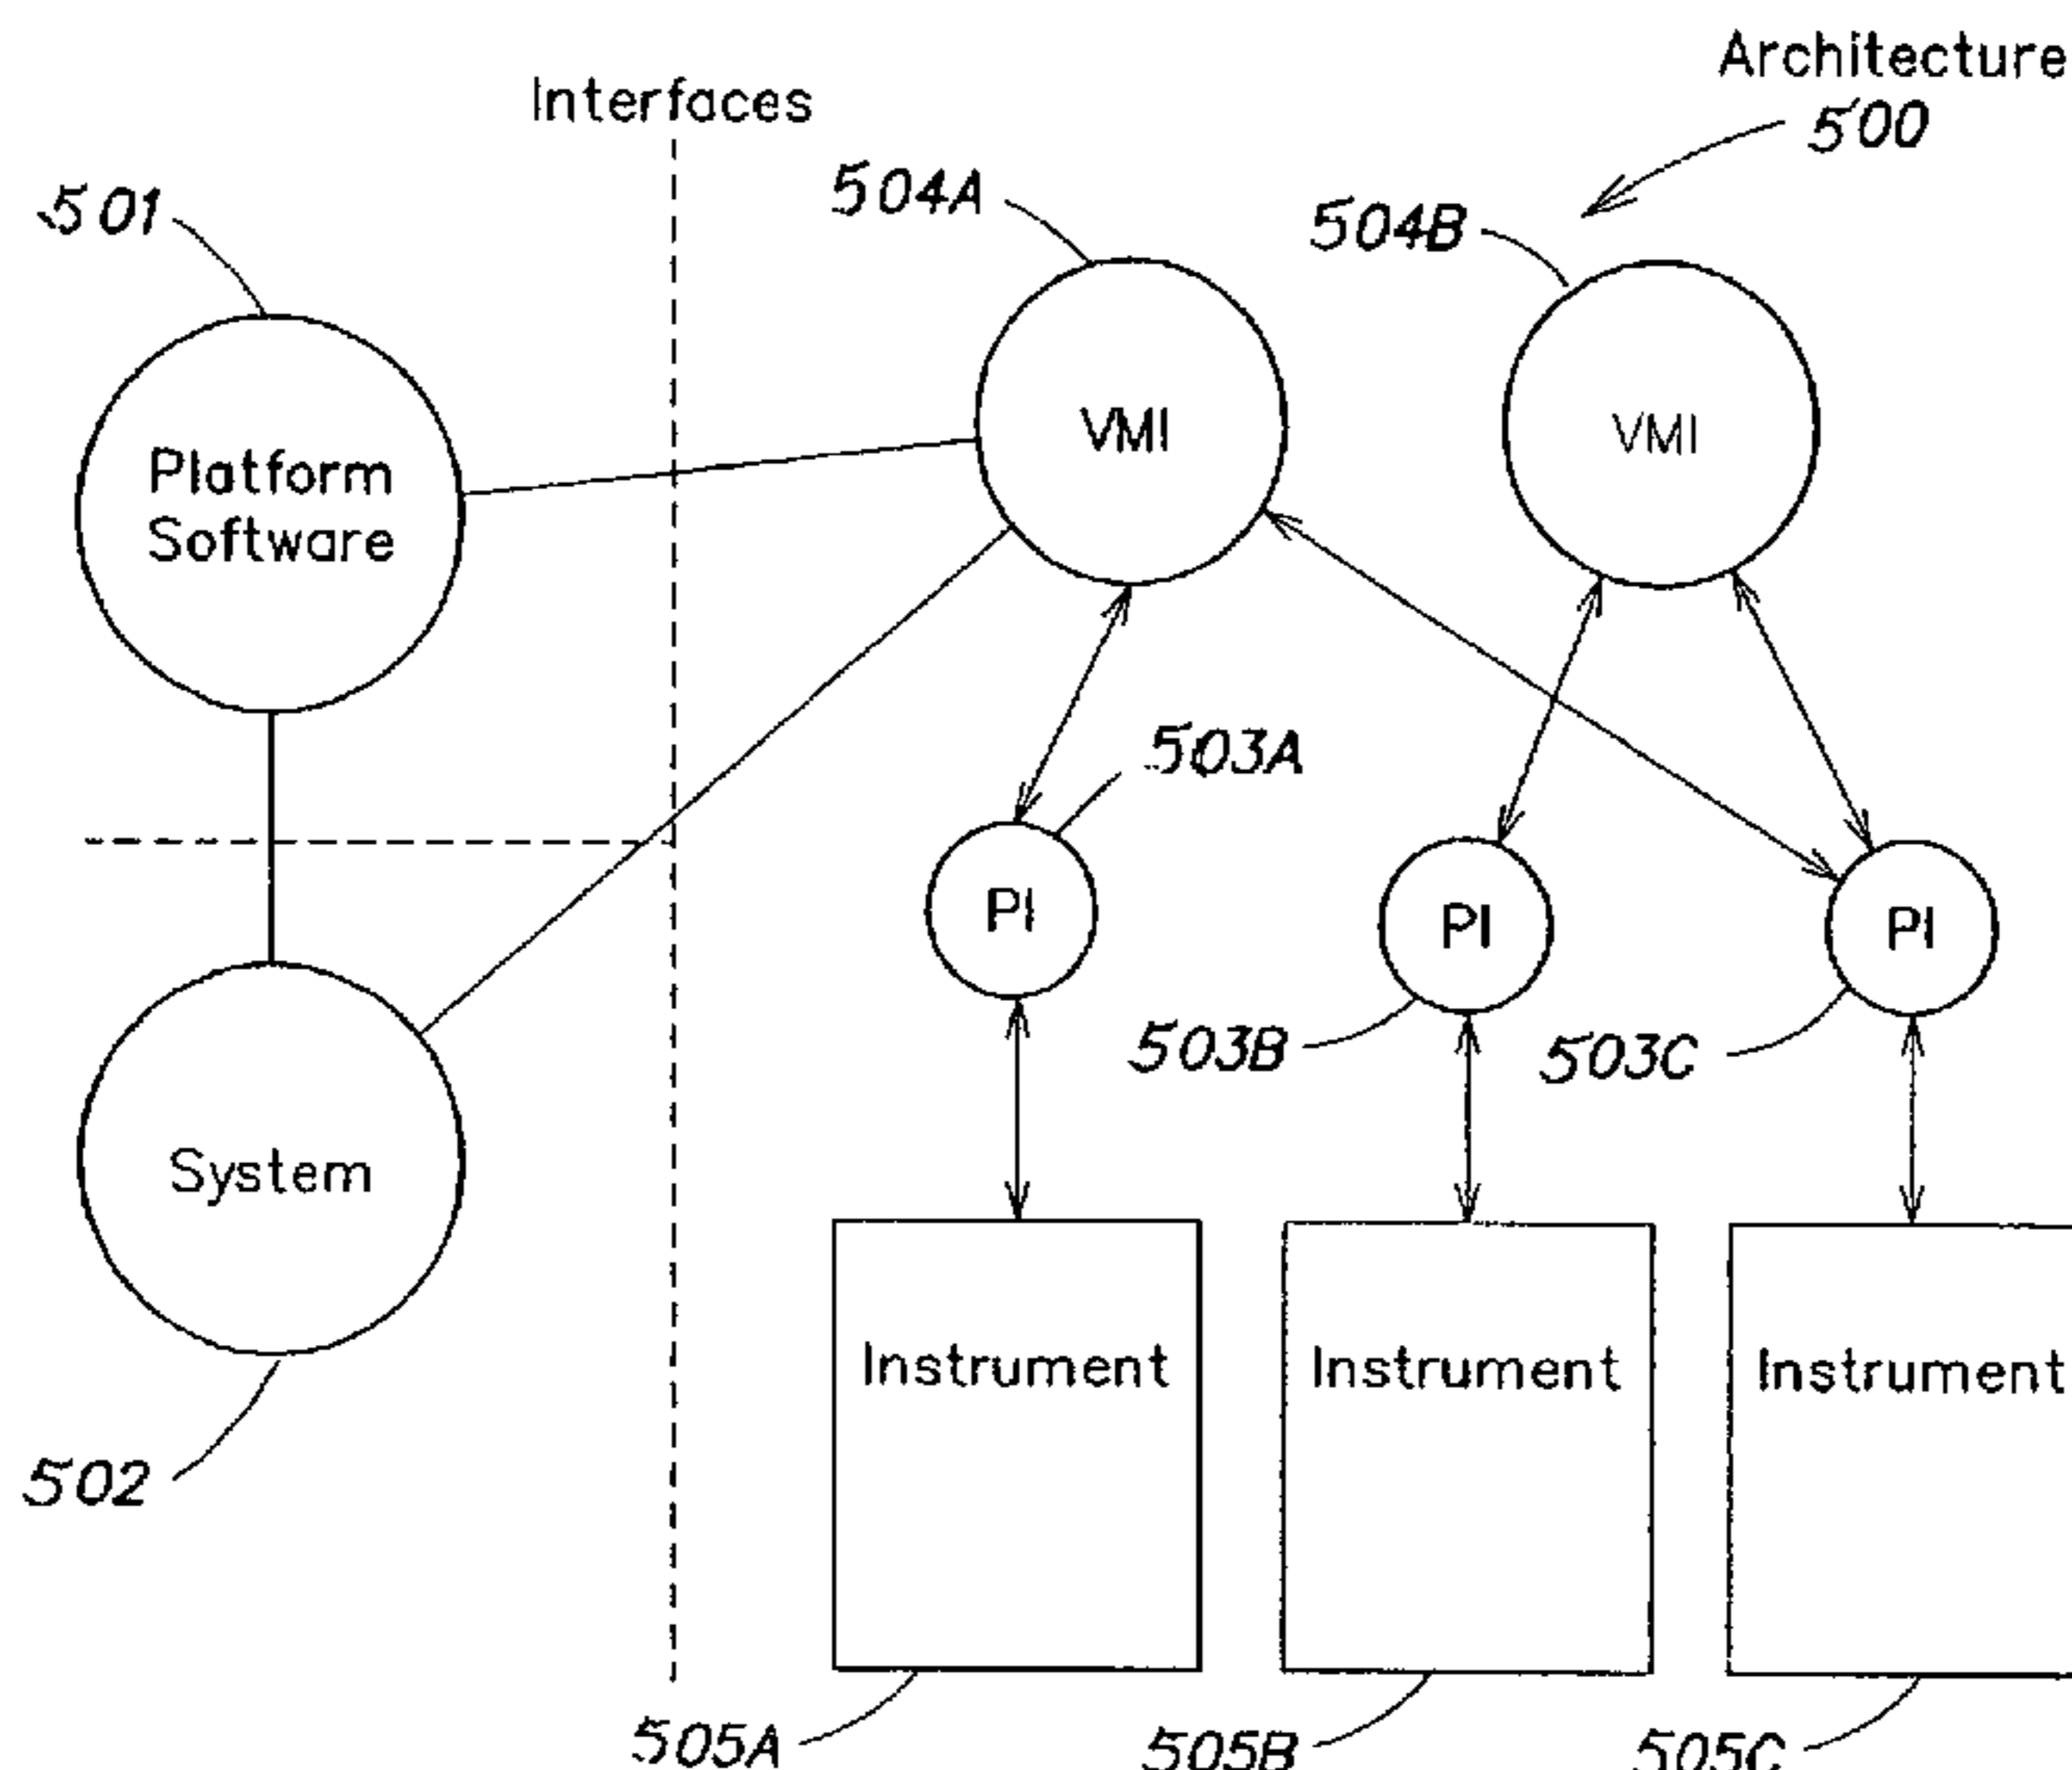 Architecture
500
Interfaces
501
504A
504B
VMI
VMI
Platform
Software
503A
PI
PI
PI
503B
503C
System
Instrument
Instrument
Instrument
502
505A
505B
505C